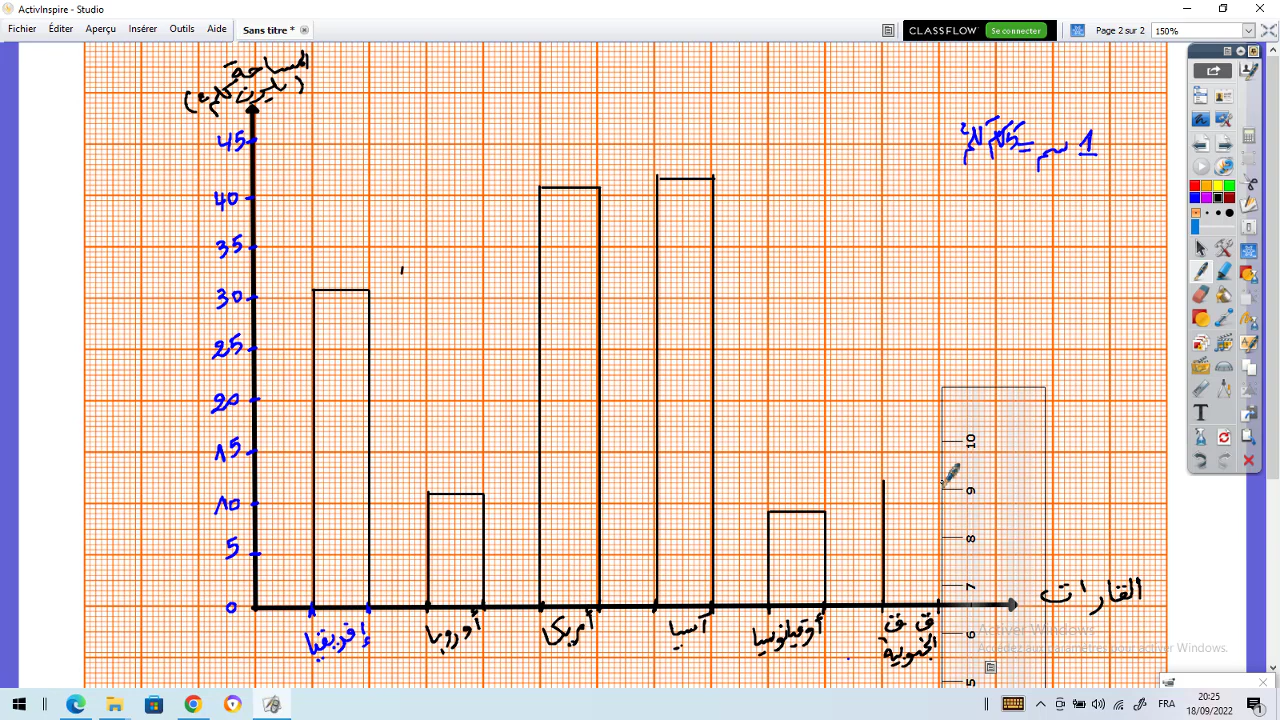 ActivInspire - Studio
Fichier Éditer Aperçu Insérer Outils Aide
Sans titre *
CLASSFLOW Se connecter
Page 2 sur 2
150%
المساحة
(مليون كلم²)
45
40
35
30
25
20
15
10
5
0
1 سم
إفريقيا
أوروبا
أمريكا
آسيا
أوقيانوسيا
ق ق
الجنوبية
القارات
10
9
8
7
6
5
Activer Windows
Accédez aux paramètres pour activer Windows.
T
FRA
20:25
18/09/2022
1